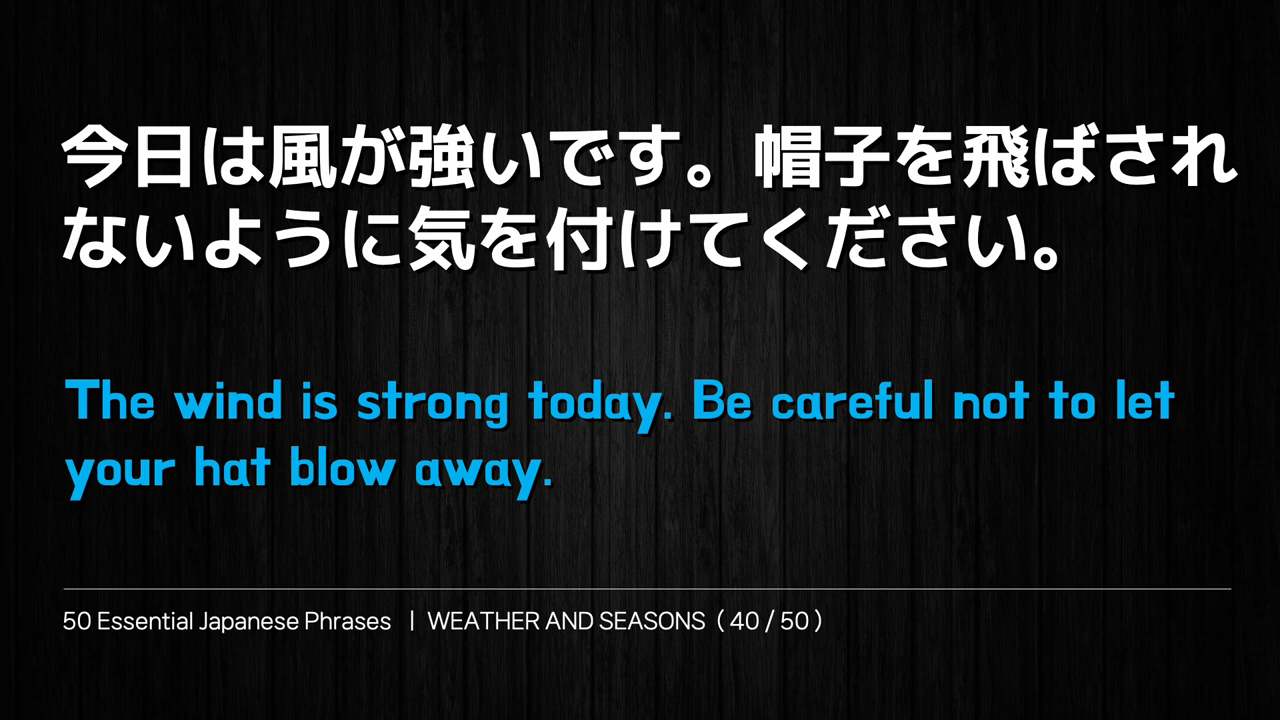 今日は風が強いです。帽子を飛ばされ
ないように気を付けてください。
The wind is strong today. Be careful not to let
your hat blow away.
50 Essential Japanese Phrases | WEATHER AND SEASONS ( 40 / 50 )